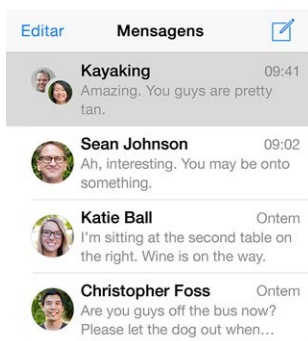 Editar Mensagens
Kayaking 09:41
Amazing. You guys are pretty
tan.
Sean Johnson 09:02
Ah, interesting. You may be onto
something.
Katie Ball Ontem
I'm sitting at the second table on
the right. Wine is on the way.
Christopher Foss Ontem
Are you guys off the bus now?
Please let the dog out when…